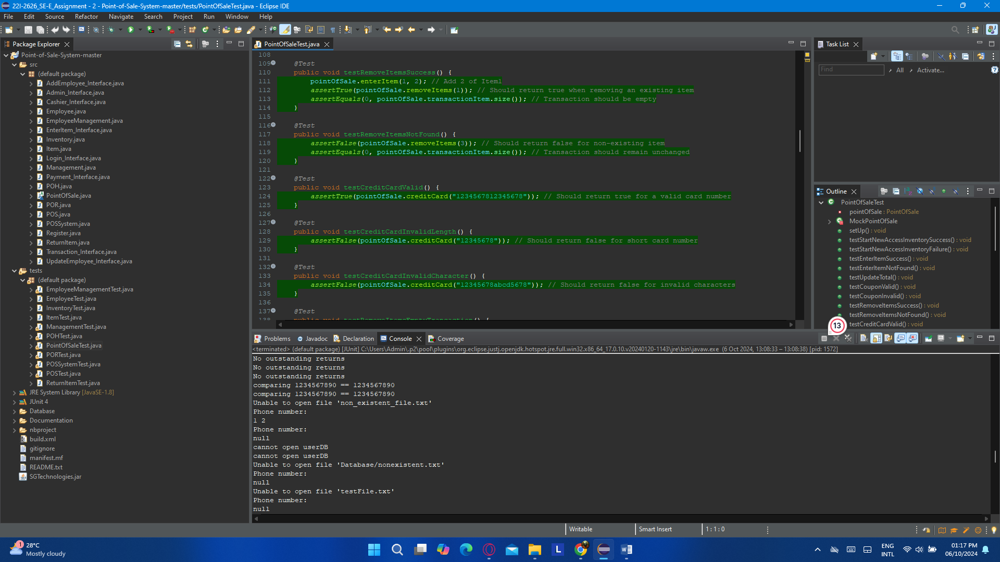 22I-2626_SE-E_Assignment - 2 - Point-of-Sale-System-master/tests/PointOfSaleTest.java - Eclipse IDE
File Edit Source Refactor Navigate Search Project Run Window Help
Package Explorer
Point-of-Sale-System-master
src
(default package)
AddEmployee_Interface.java
Admin_Interface.java
Cashier_Interface.java
Employee.java
EmployeeManagement.java
EnterItem_Interface.java
Inventory.java
Item.java
Login_Interface.java
Management.java
Payment_Interface.java
POH.java
PointOfSale.java
POR.java
POS.java
POSSystem.java
Register.java
ReturnItem.java
Transaction_Interface.java
UpdateEmployee_Interface.java
tests
(default package)
EmployeeManagementTest.java
EmployeeTest.java
InventoryTest.java
ItemTest.java
ManagementTest.java
POHTest.java
PointOfSaleTest.java
PORTest.java
POSSystemTest.java
POSTest.java
ReturnItemTest.java
JRE System Library [JavaSE-1.8]
JUnit 4
Database
Documentation
nbproject
build.xml
gitignore
manifest.mf
README.txt
SGTechnologies.jar
PointOfSaleTest.java
108
109 @Test
110 public void testRemoveItemsSuccess() {
111 pointOfSale.enterItem(1, 2); // Add 2 of Item1
112 assertTrue(pointOfSale.removeItems(1)); // Should return true when removing an existing item
113 assertEquals(0, pointOfSale.transactionItem.size()); // Transaction should be empty
114 }
115
116 @Test
117 public void testRemoveItemsNotFound() {
118 assertFalse(pointOfSale.removeItems(3)); // Should return false for non-existing item
119 assertEquals(0, pointOfSale.transactionItem.size()); // Transaction should remain unchanged
120 }
121
122 @Test
123 public void testCreditCardValid() {
124 assertTrue(pointOfSale.creditCard("1234567812345678")); // Should return true for a valid card number
125 }
126
127 @Test
128 public void testCreditCardInvalidLength() {
129 assertFalse(pointOfSale.creditCard("12345678")); // Should return false for short card number
130 }
131
132 @Test
133 public void testCreditCardInvalidCharacter() {
134 assertFalse(pointOfSale.creditCard("12345678abcd5678")); // Should return false for invalid characters
135 }
136
137 @Test
138 public void testRemoveItemsEmptyTransaction() {
Task List
Find All Activate...
Outline
PointOfSaleTest
pointOfSale : PointOfSale
MockPointOfSale
setUp() : void
testStartNewAccessInventorySuccess() : void
testStartNewAccessInventoryFailure() : void
testEnterItemSuccess() : void
testEnterItemNotFound() : void
testUpdateTotal() : void
testCouponValid() : void
testCouponInvalid() : void
testRemoveItemsSuccess() : void
testRemoveItemsNotFound() : void
testCreditCardValid() : void
13
Problems Javadoc Declaration Console Coverage
<terminated> (default package) [JUnit] C:\Users\Admin\.p2\pool\plugins\org.eclipse.justj.openjdk.hotspot.jre.full.win32.x86_64_17.0.10.v20240120-1143\jre\bin\javaw.exe (6 Oct 2024, 13:08:33 – 13:08:38) [pid: 1572]
No outstanding returns
No outstanding returns
No outstanding returns
comparing 1234567890 == 1234567890
comparing 1234567890 == 1234567890
Unable to open file 'non_existent_file.txt'
Phone number:
1 2
Phone number:
null
cannot open userDB
cannot open userDB
Unable to open file 'Database/nonexistent.txt'
Phone number:
null
Unable to open file 'testFile.txt'
Phone number:
null
Writable Smart Insert 1 : 1 : 0
1
28°C
Mostly cloudy
ENG
INTL
01:17 PM
06/10/2024